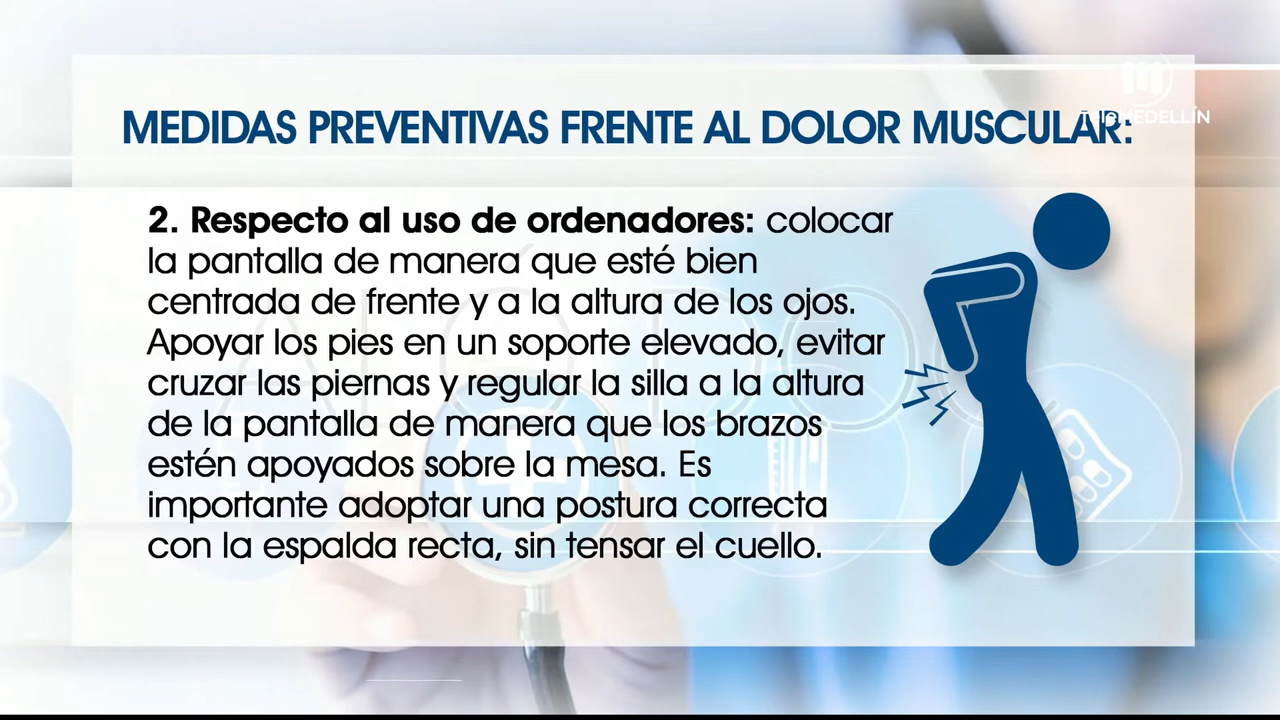 TELEMEDELLÍN
MEDIDAS PREVENTIVAS FRENTE AL DOLOR MUSCULAR:
2. Respecto al uso de ordenadores: colocar
la pantalla de manera que esté bien
centrada de frente y a la altura de los ojos.
Apoyar los pies en un soporte elevado, evitar
cruzar las piernas y regular la silla a la altura
de la pantalla de manera que los brazos
estén apoyados sobre la mesa. Es
importante adoptar una postura correcta
con la espalda recta, sin tensar el cuello.